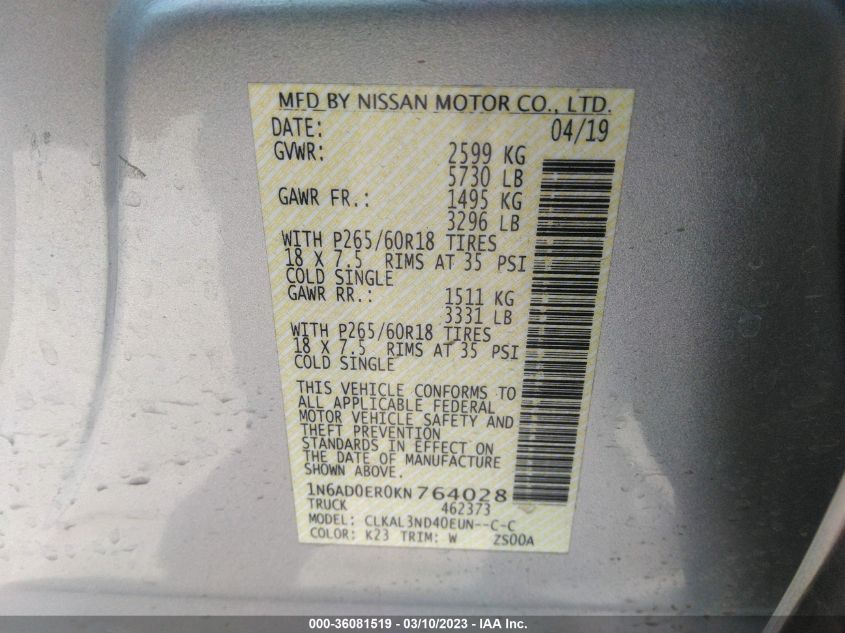 MFD BY NISSAN MOTOR CO., LTD.
DATE: 04/19
GVWR: 2599 KG
5730 LB
GAWR FR.: 1495 KG
3296 LB
WITH P265/60R18 TIRES
18 X 7.5 RIMS AT 35 PSI
COLD SINGLE
GAWR RR.: 1511 KG
3331 LB
WITH P265/60R18 TIRES
18 X 7.5 RIMS AT 35 PSI
COLD SINGLE
THIS VEHICLE CONFORMS TO
ALL APPLICABLE FEDERAL
MOTOR VEHICLE SAFETY AND
THEFT PREVENTION
STANDARDS IN EFFECT ON
THE DATE OF MANUFACTURE
SHOWN ABOVE.
1N6AD0ER0KN764028
TRUCK 462373
MODEL: CLKAL3ND40EUN--C-C
COLOR: K23 TRIM: W ZS00A
000-36081519 — 03/10/2023 — IAA Inc.